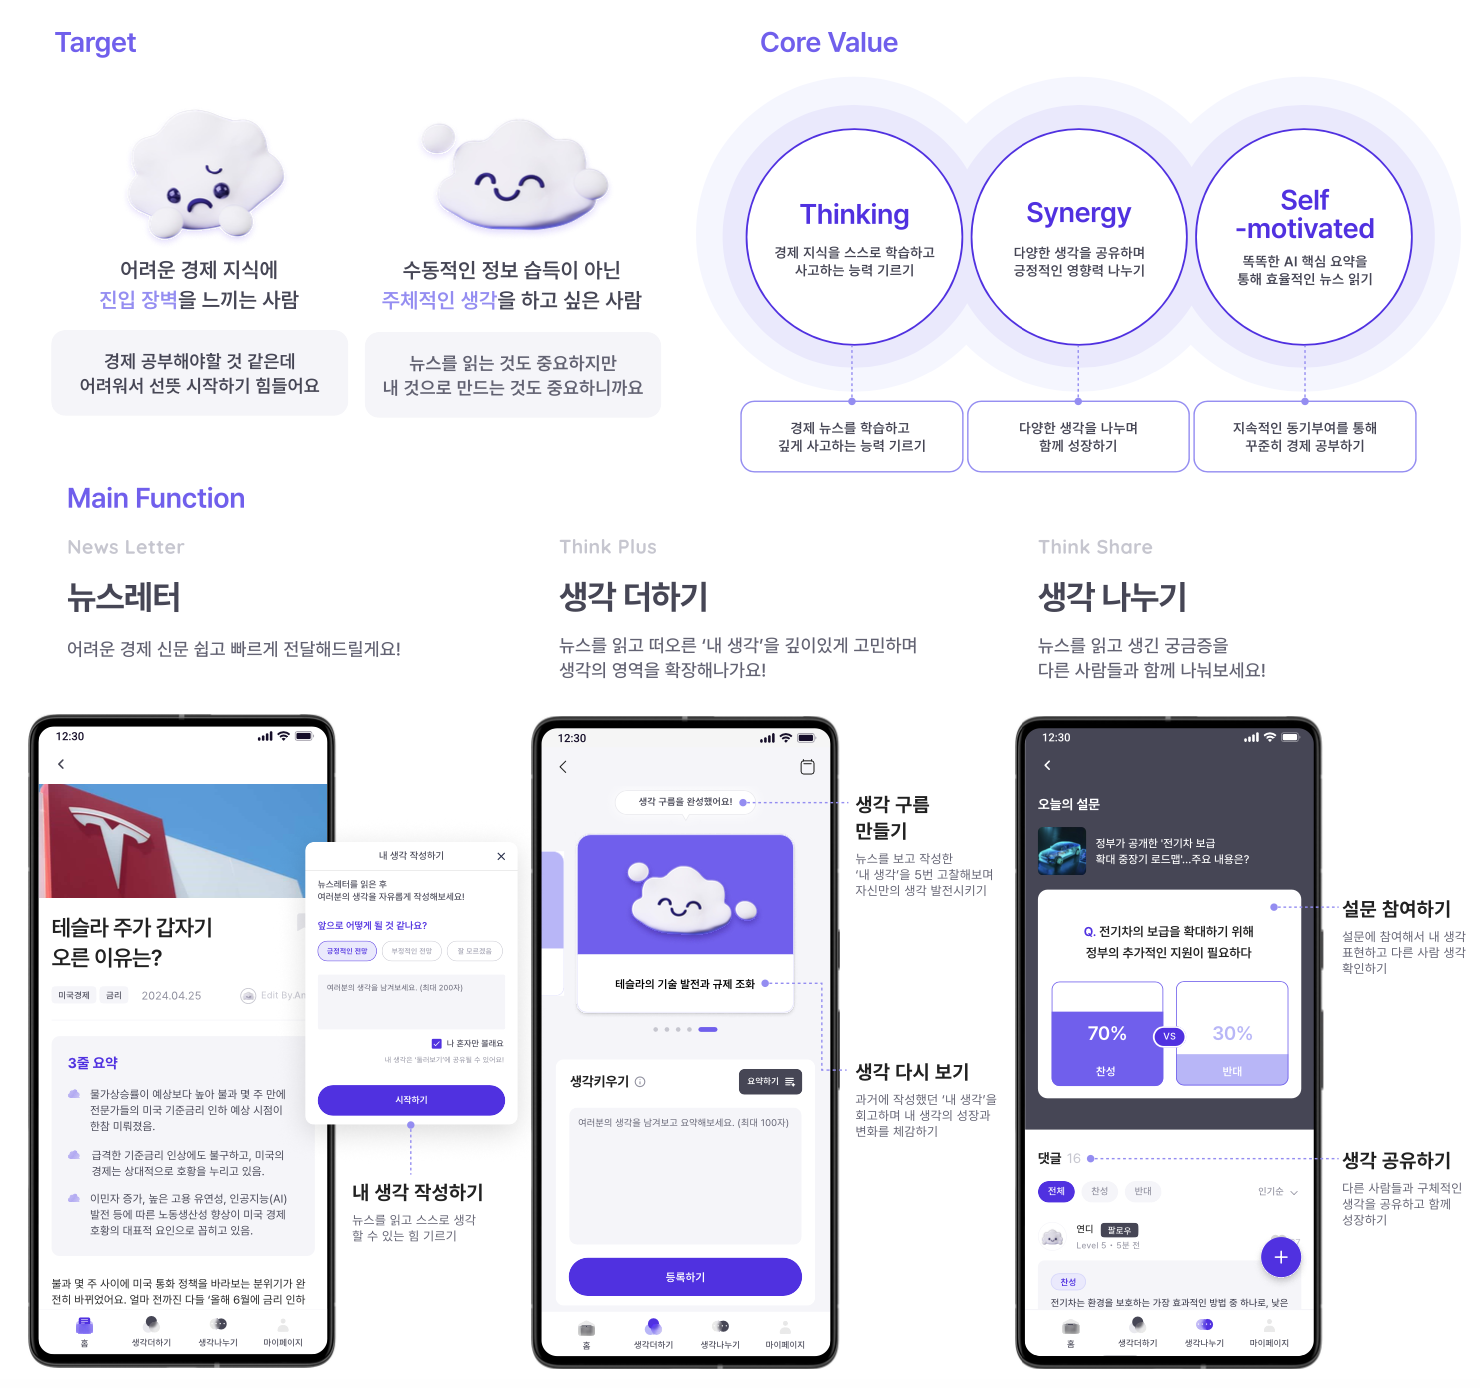 Target
어려운 경제 지식에
진입 장벽을 느끼는 사람
경제 공부해야할 것 같은데
어려워서 선뜻 시작하기 힘들어요
수동적인 정보 습득이 아닌
주체적인 생각을 하고 싶은 사람
뉴스를 읽는 것도 중요하지만
내 것으로 만드는 것도 중요하니까요
Core Value
Thinking
경제 지식을 스스로 학습하고
사고하는 능력 기르기
Synergy
다양한 생각을 공유하며
긍정적인 영향력 나누기
Self
-motivated
똑똑한 AI 핵심 요약을
통해 효율적인 뉴스 읽기
경제 뉴스를 학습하고
깊게 사고하는 능력 기르기
다양한 생각을 나누며
함께 성장하기
지속적인 동기부여를 통해
꾸준히 경제 공부하기
Main Function
News Letter
뉴스레터
어려운 경제 신문 쉽고 빠르게 전달해드릴게요!
Think Plus
생각 더하기
뉴스를 읽고 떠오른 ‘내 생각’을 깊이있게 고민하며
생각의 영역을 확장해나가요!
Think Share
생각 나누기
뉴스를 읽고 생긴 궁금증을
다른 사람들과 함께 나눠보세요!
12:30
테슬라 주가 갑자기
오른 이유는?
미국경제 금리 2024.04.25 Edit By.An
3줄 요약
물가상승률이 예상보다 높아 불과 몇 주 만에
전문가들의 미국 기준금리 인하 예상 시점이
한참 미뤄졌음.
급격한 기준금리 인상에도 불구하고, 미국의
경제는 상대적으로 호황을 누리고 있음.
이민자 증가, 높은 고용 유연성, 인공지능(AI)
발전 등에 따른 노동생산성 향상이 미국 경제
호황의 대표적 요인으로 꼽히고 있음.
불과 몇 주 사이에 미국 통화 정책을 바라보는 분위기가 완
전히 바뀌었어요. 얼마 전까진 다들 ‘올해 6월에 금리 인하
홈 생각더하기 생각나누기 마이페이지
내 생각 작성하기
뉴스레터를 읽은 후
여러분의 생각을 자유롭게 작성해보세요!
앞으로 어떻게 될 것 같나요?
긍정적인 전망 부정적인 전망 잘 모르겠음
여러분의 생각을 남겨보세요. (최대 200자)
나 혼자만 볼래요
내 생각은 ‘둘러보기’에 공유될 수 있어요!
시작하기
내 생각 작성하기
뉴스를 읽고 스스로 생각
할 수 있는 힘 기르기
12:30
생각 구름을 완성했어요!
테슬라의 기술 발전과 규제 조화
생각키우기
요약하기
여러분의 생각을 남겨보고 요약해보세요. (최대 100자)
등록하기
홈 생각더하기 생각나누기 마이페이지
생각 구름
만들기
뉴스를 보고 작성한
‘내 생각’을 5번 고찰해보며
자신만의 생각 발전시키기
생각 다시 보기
과거에 작성했던 ‘내 생각’을
회고하며 내 생각의 성장과
변화를 체감하기
12:30
오늘의 설문
정부가 공개한 '전기차 보급
확대 중장기 로드맵'...주요 내용은?
Q. 전기차의 보급을 확대하기 위해
정부의 추가적인 지원이 필요하다
70% VS 30%
찬성 반대
댓글 16
전체 찬성 반대 인기순
연디 팔로우
Level 5 • 5분 전
찬성
전기차는 환경을 보호하는 가장 효과적인 방법 중 하나로, 낮은
홈 생각더하기 생각나누기 마이페이지
설문 참여하기
설문에 참여해서 내 생각
표현하고 다른 사람 생각
확인하기
생각 공유하기
다른 사람들과 구체적인
생각을 공유하고 함께
성장하기